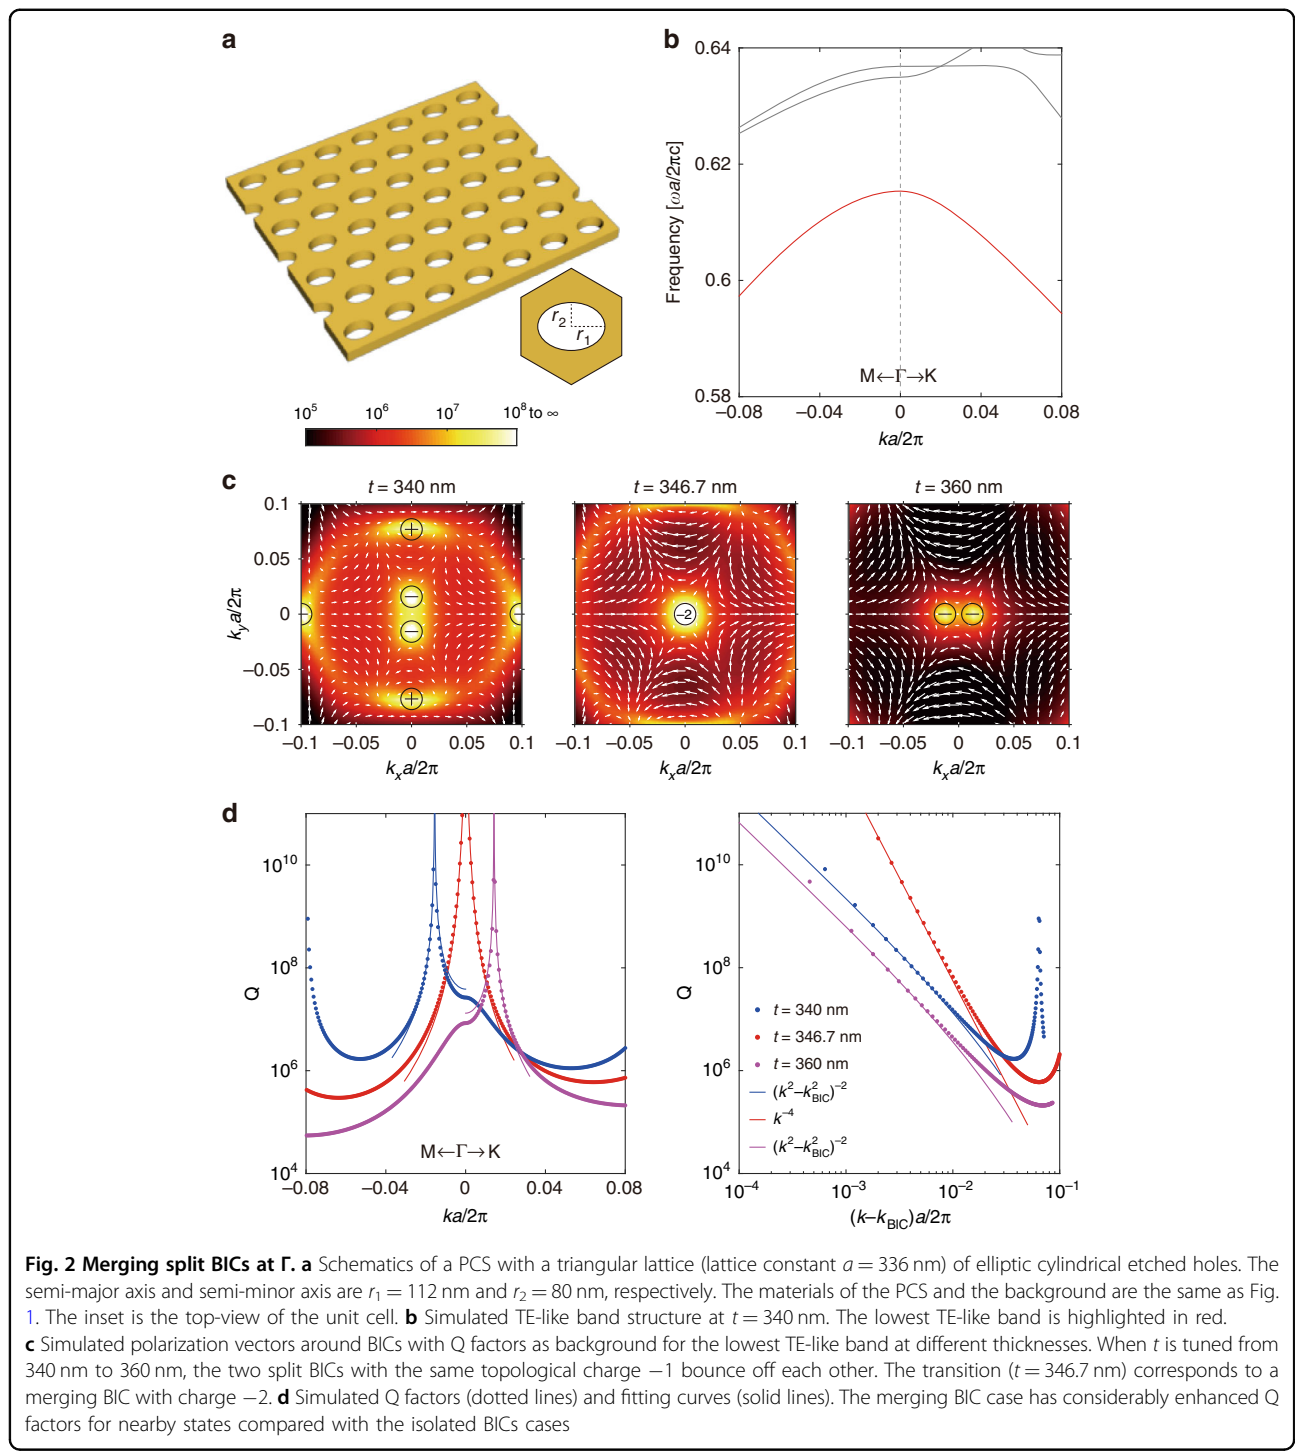 a
r2
r1
10^5 10^6 10^7 10^8 to ∞
b
0.64
0.62
0.6
0.58
Frequency [ωa/2πc]
M←Γ→K
−0.08 −0.04 0 0.04 0.08
ka/2π
c
t = 340 nm t = 346.7 nm t = 360 nm
0.1
0.05
0
−0.05
−0.1
kya/2π
+
−
−
+
−2
− −
−0.1 −0.05 0 0.05 0.1 −0.1 −0.05 0 0.05 0.1 −0.1 −0.05 0 0.05 0.1
kxa/2π kxa/2π kxa/2π
d
10^10
10^8
10^6
10^4
Q
M←Γ→K
−0.08 −0.04 0 0.04 0.08
ka/2π
10^10
10^8
10^6
10^4
Q
t = 340 nm
t = 346.7 nm
t = 360 nm
(k^2−k^2_BIC)^−2
k^−4
(k^2−k^2_BIC)^−2
10^−4 10^−3 10^−2 10^−1
(k−k_BIC)a/2π
Fig. 2 Merging split BICs at Γ. a Schematics of a PCS with a triangular lattice (lattice constant a = 336 nm) of elliptic cylindrical etched holes. The
semi-major axis and semi-minor axis are r1 = 112 nm and r2 = 80 nm, respectively. The materials of the PCS and the background are the same as Fig.
1. The inset is the top-view of the unit cell. b Simulated TE-like band structure at t = 340 nm. The lowest TE-like band is highlighted in red.
c Simulated polarization vectors around BICs with Q factors as background for the lowest TE-like band at different thicknesses. When t is tuned from
340 nm to 360 nm, the two split BICs with the same topological charge −1 bounce off each other. The transition (t = 346.7 nm) corresponds to a
merging BIC with charge −2. d Simulated Q factors (dotted lines) and fitting curves (solid lines). The merging BIC case has considerably enhanced Q
factors for nearby states compared with the isolated BICs cases